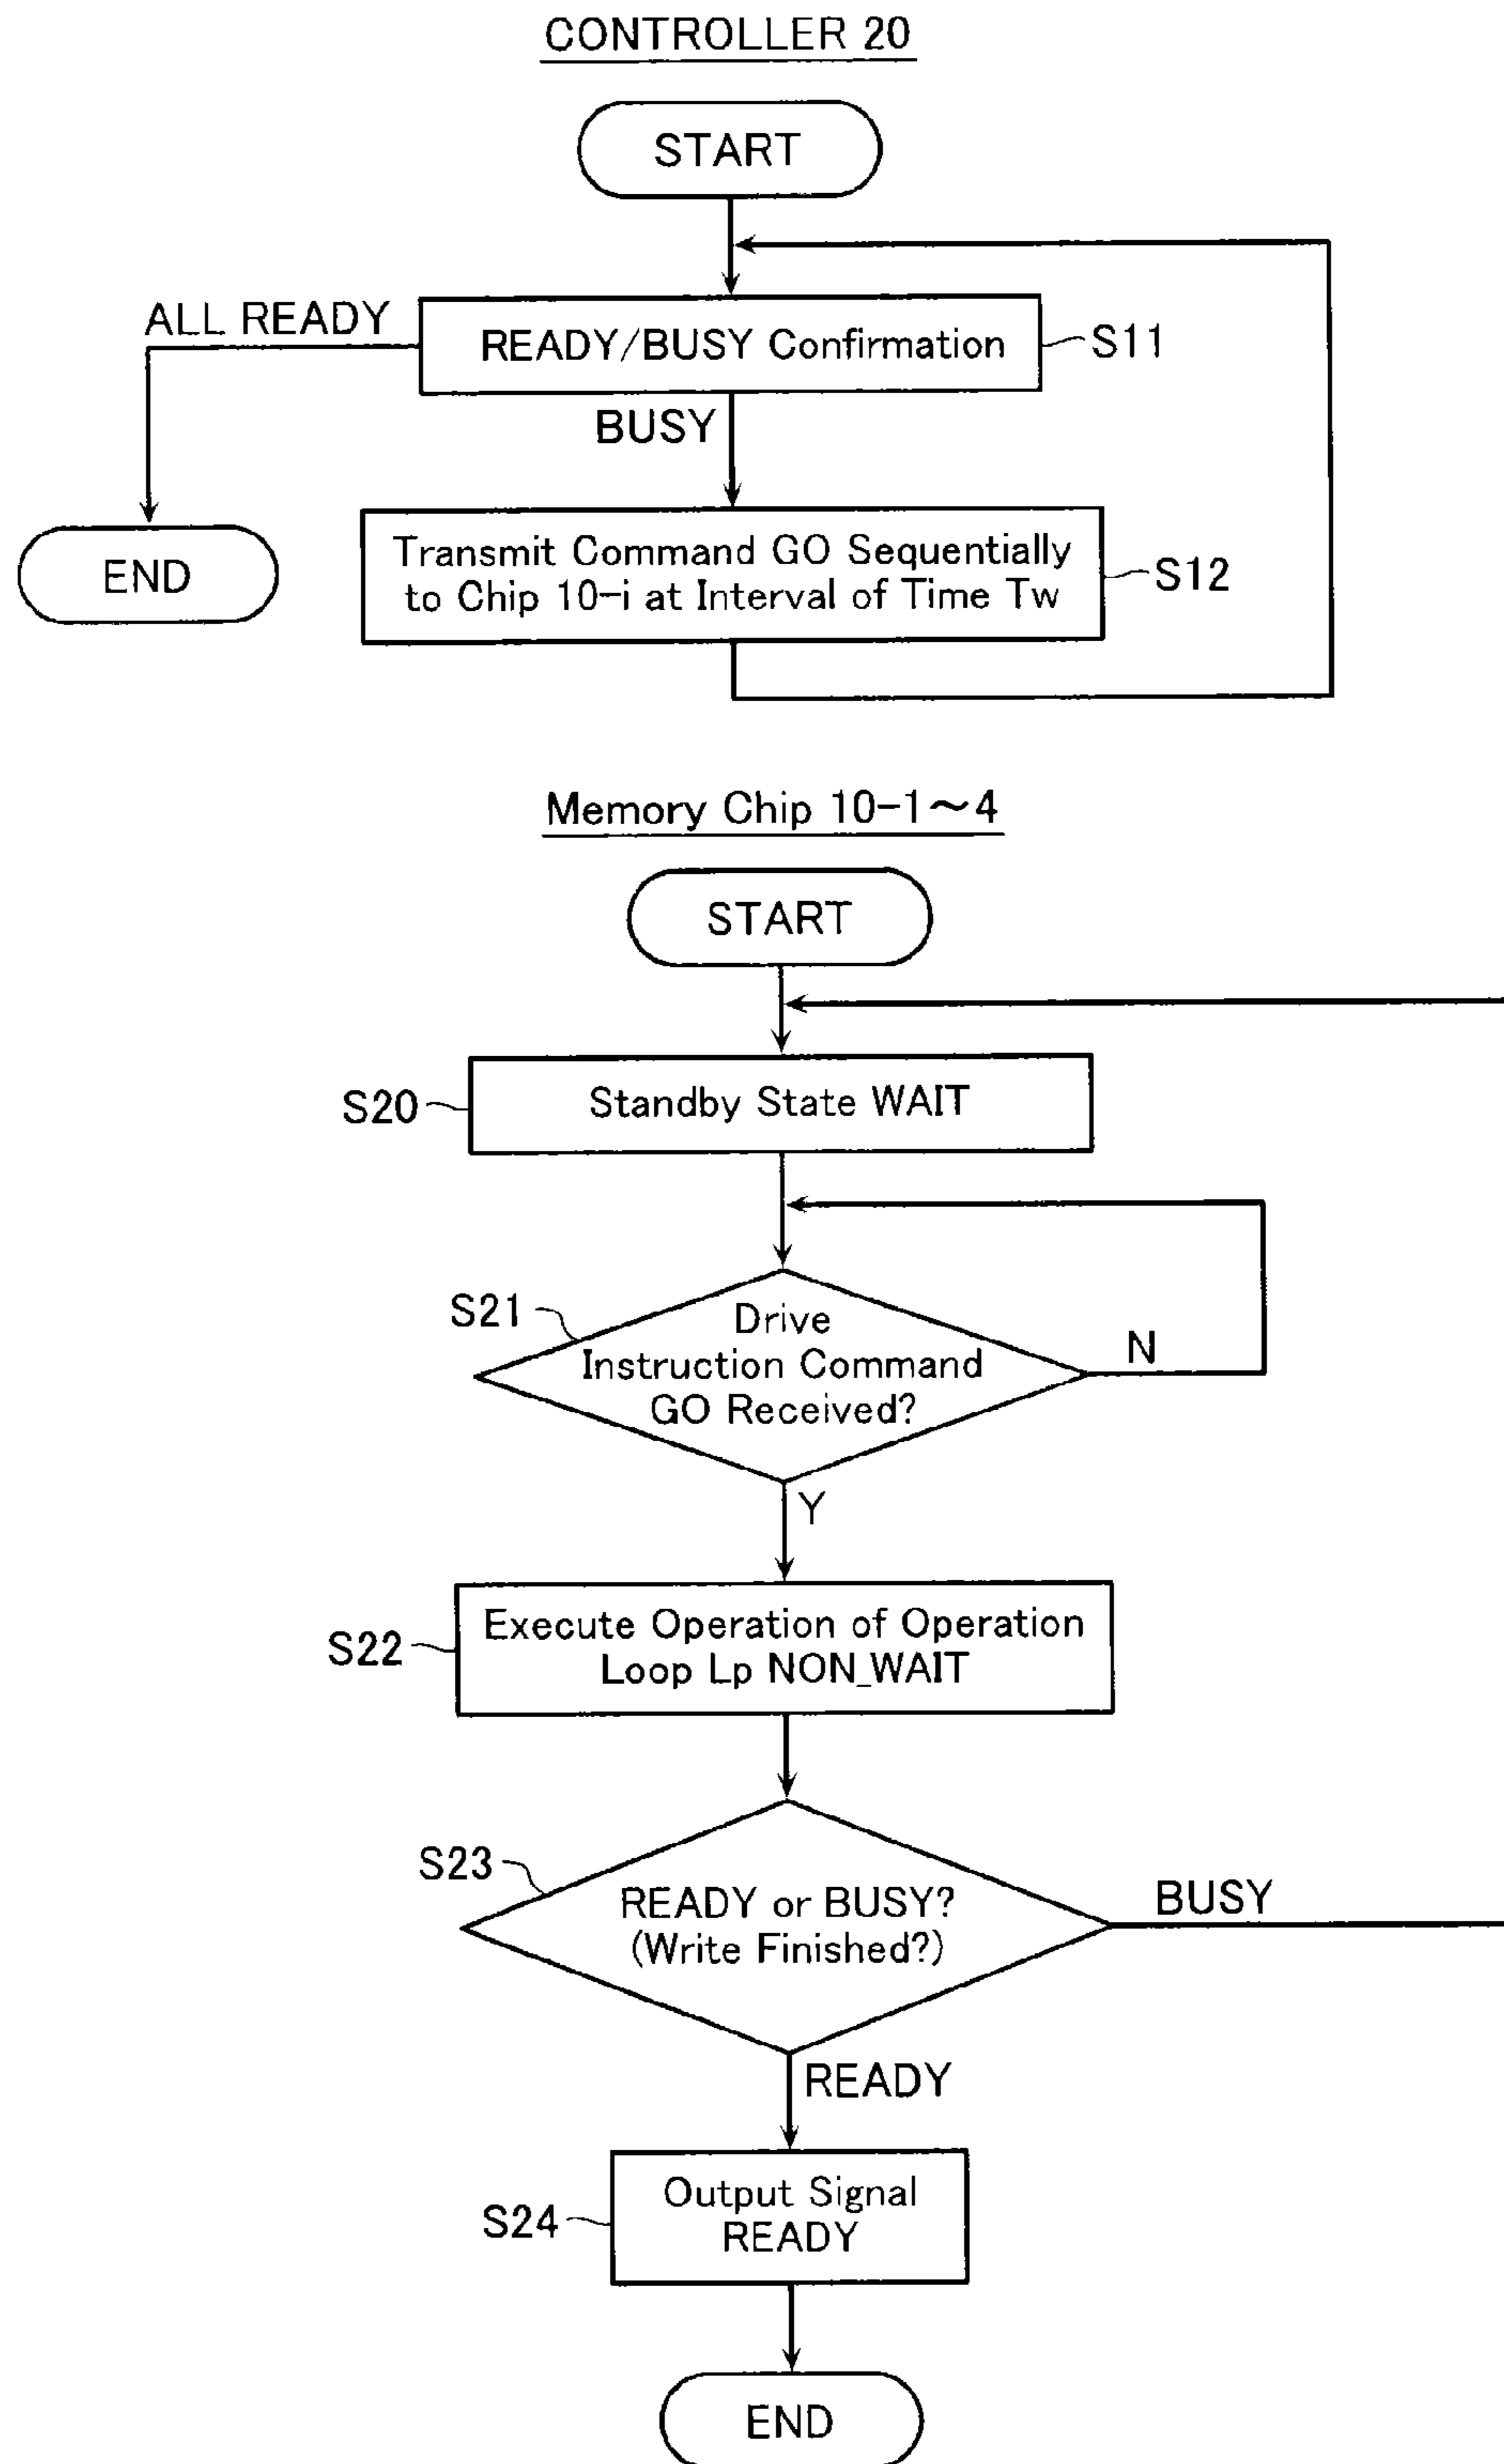 CONTROLLER 20
START
ALL READY
READY/BUSY Confirmation
S11
BUSY
END
Transmit Command GO Sequentially
to Chip 10-i at Interval of Time Tw
S12
Memory Chip 10-1~4
START
S20
Standby State WAIT
S21
Drive
Instruction Command
GO Received?
N
Y
S22
Execute Operation of Operation
Loop Lp NON_WAIT
S23
READY or BUSY?
(Write Finished?)
BUSY
READY
S24
Output Signal
READY
END